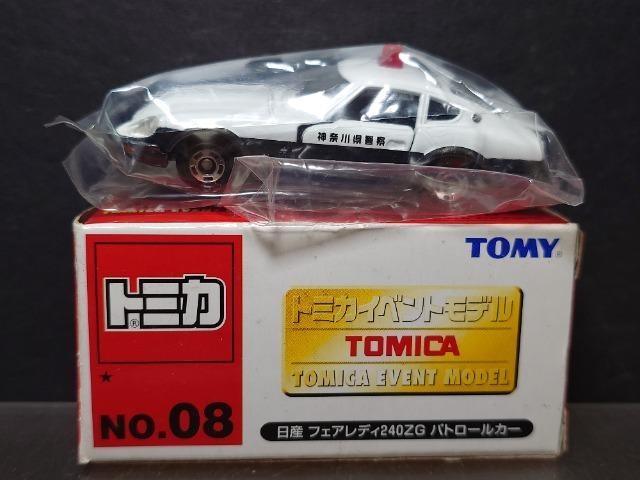 神奈川県警察
TOMY®
トミカ®
トミカイベントモデル
TOMICA
TOMICA EVENT MODEL
★
NO.08
日産 フェアレディ240ZG パトロールカー